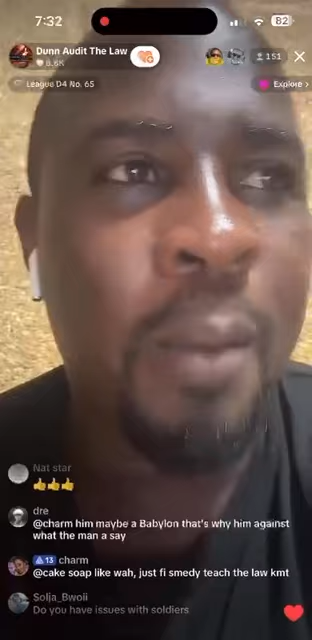 7:32
82
Dunn Audit The Law
8.6K
151
League D4 No. 65
Explore
Nat star
👍👍👍
dre
@charm him maybe a Babylon that's why him against
what the man a say
13 charm
@cake soap like wah, just fi smedy teach the law kmt
Solja_Bwoii
Do you have issues with soldiers